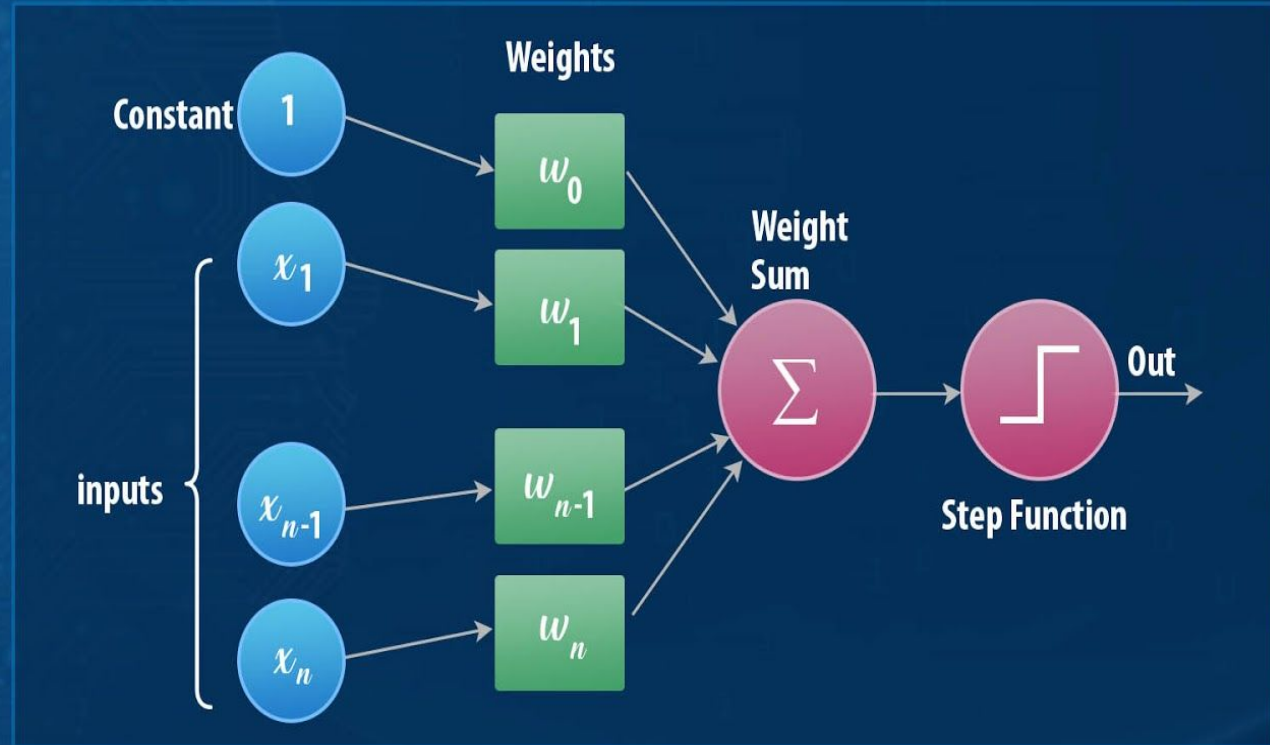 Weights
Constant
1
w0
x1
w1
Weight
Sum
Σ
Out
inputs
xn-1
wn-1
Step Function
xn
wn